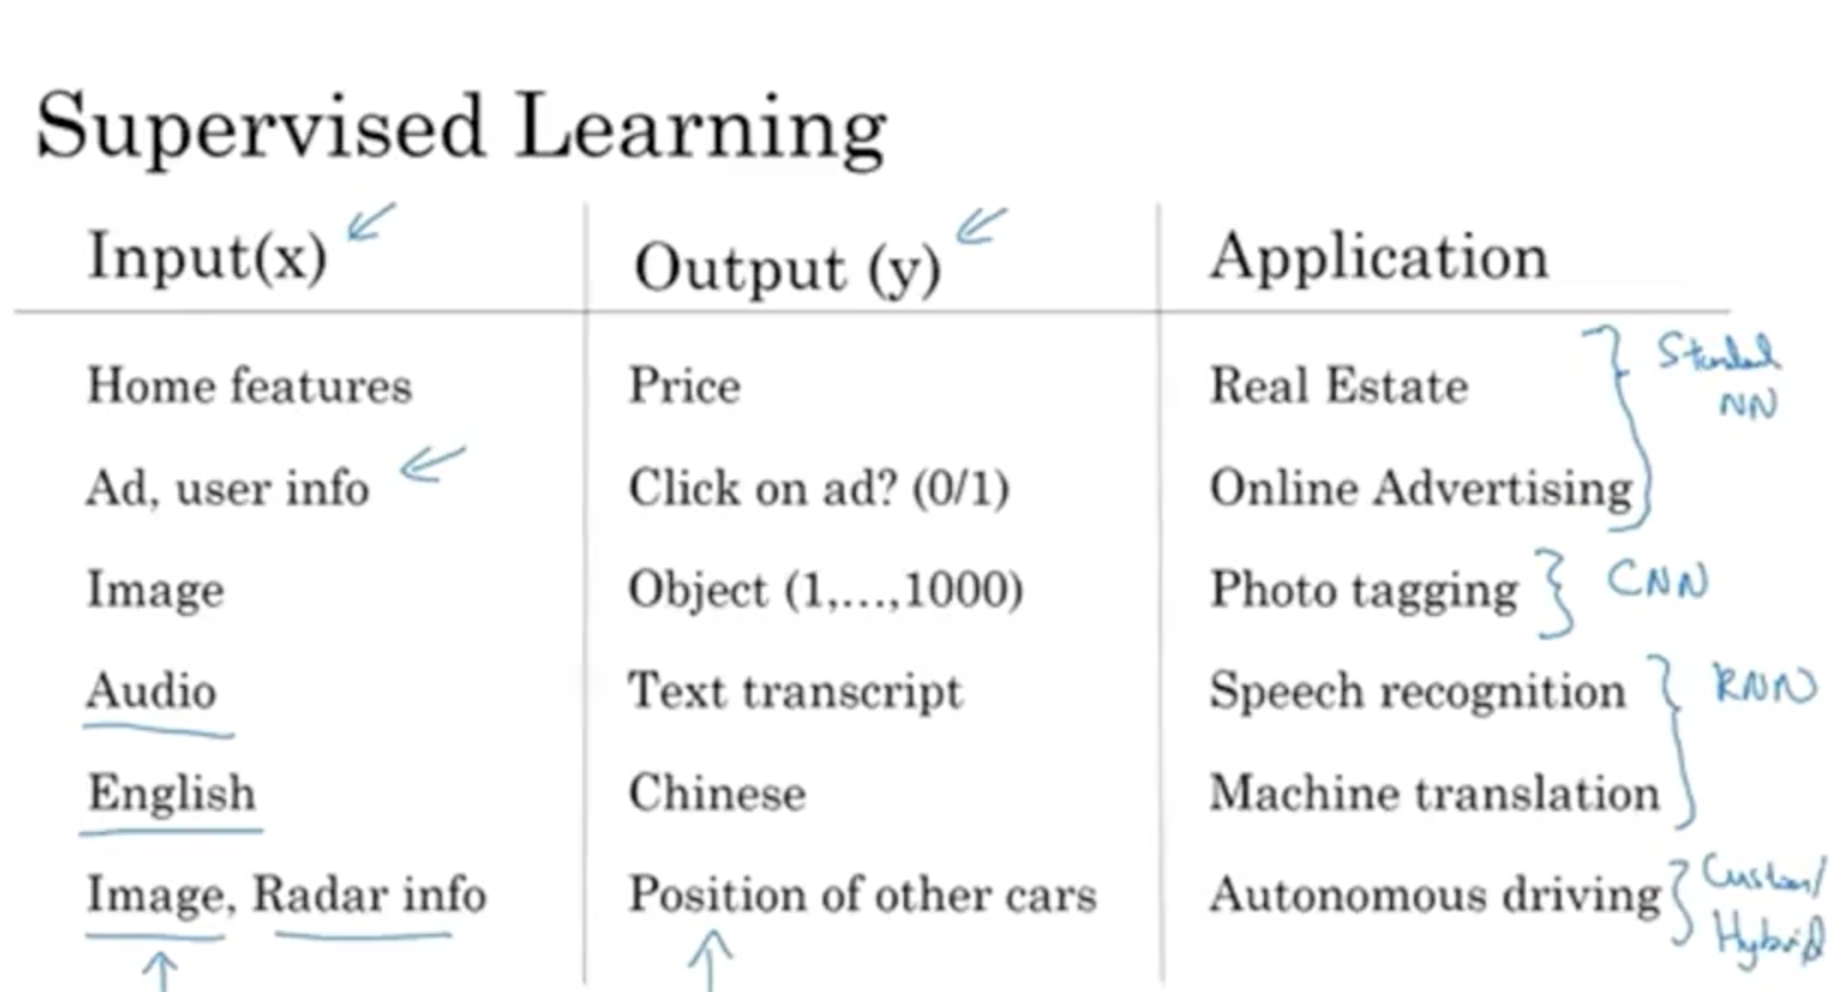 Supervised Learning
Input(x) Output (y) Application
Home features Price Real Estate Standard NN
Ad, user info Click on ad? (0/1) Online Advertising
Image Object (1,...,1000) Photo tagging CNN
Audio Text transcript Speech recognition RNN
English Chinese Machine translation
Image, Radar info Position of other cars Autonomous driving Custom/
Hybrid